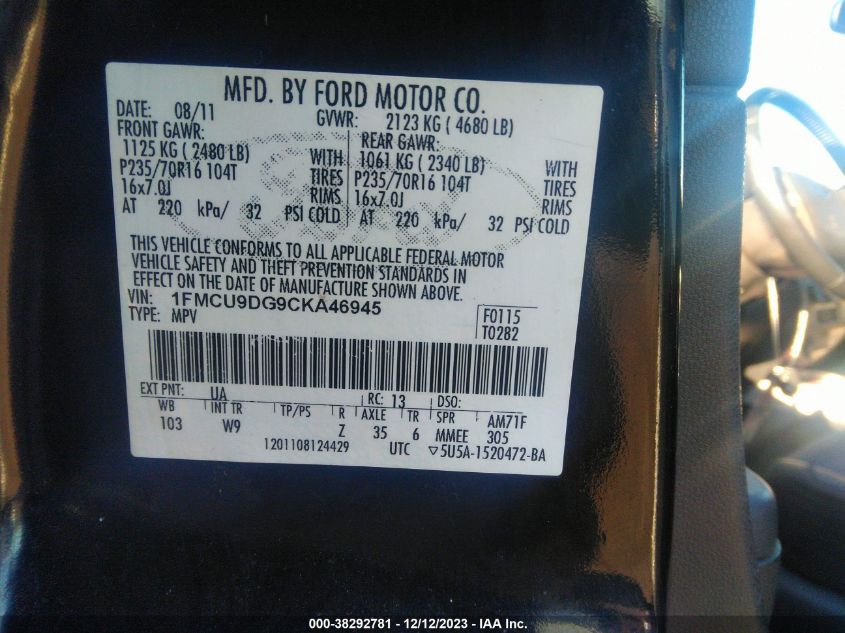 MFD. BY FORD MOTOR CO.
DATE: 08/11 GVWR: 2123 KG ( 4680 LB)
FRONT GAWR: REAR GAWR:
1125 KG ( 2480 LB) WITH 1061 KG ( 2340 LB) WITH
P235/70R16 104T TIRES P235/70R16 104T TIRES
16x7.0J RIMS 16x7.0J RIMS
AT 220 kPa/ 32 PSI COLD AT 220 kPa/ 32 PSI COLD
THIS VEHICLE CONFORMS TO ALL APPLICABLE FEDERAL MOTOR
VEHICLE SAFETY AND THEFT PREVENTION STANDARDS IN
EFFECT ON THE DATE OF MANUFACTURE SHOWN ABOVE.
VIN: 1FMCU9DG9CKA46945 F0115
TYPE: MPV T0282
EXT PNT: UA RC: 13 DSO:
WB INT TR TP/PS R AXLE TR SPR AM71F
103 W9 Z 35 6 MMEE 305
1201108124429 UTC ▽5U5A-1520472-BA
000-38292781 - 12/12/2023 - IAA Inc.